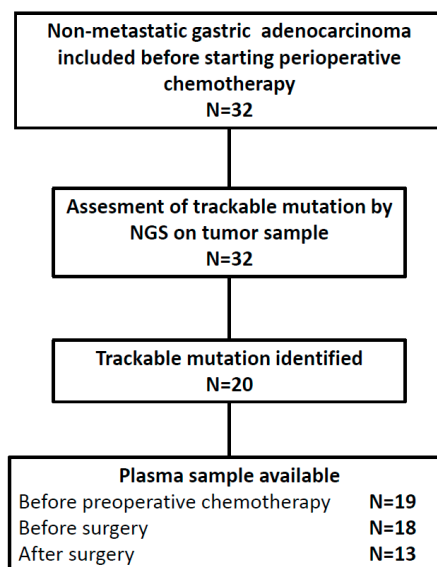 Non-metastatic gastric adenocarcinoma
included before starting perioperative
chemotherapy
N=32
Assesment of trackable mutation by
NGS on tumor sample
N=32
Trackable mutation identified
N=20
Plasma sample available
Before preoperative chemotherapy N=19
Before surgery N=18
After surgery N=13